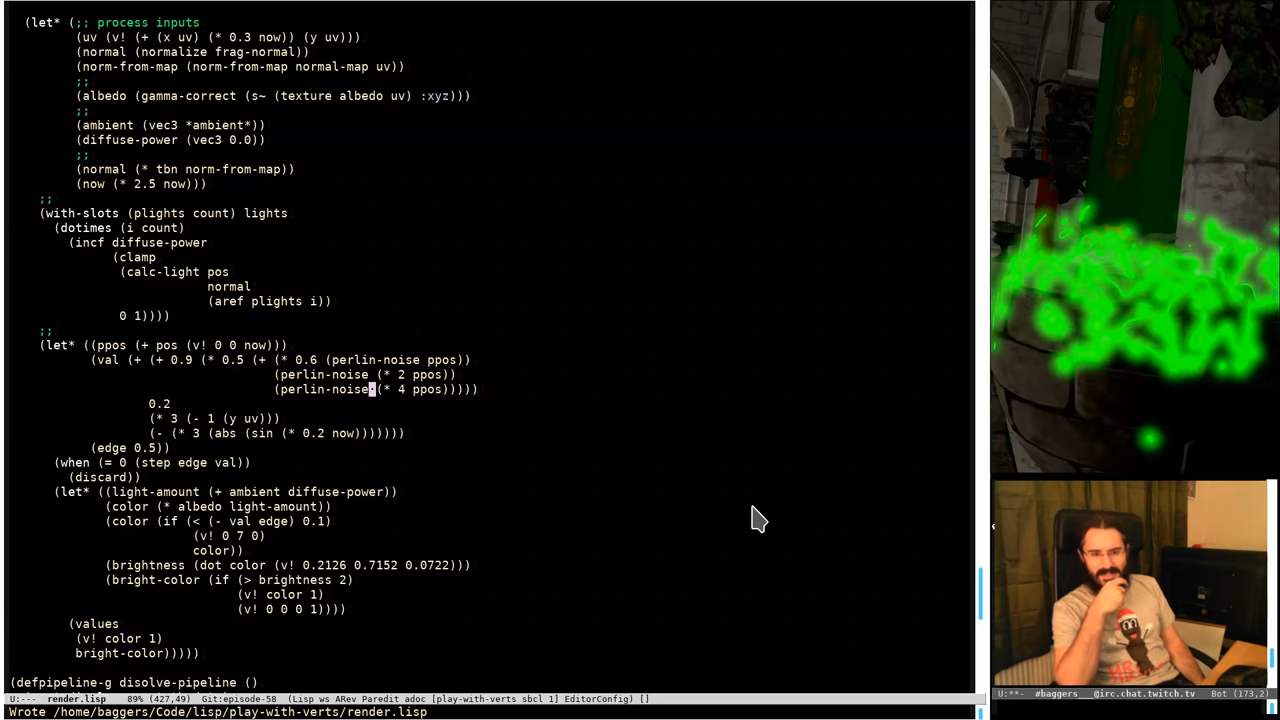 (let* (;; process inputs
(uv (v! (+ (x uv) (* 0.3 now)) (y uv)))
(normal (normalize frag-normal))
(norm-from-map (norm-from-map normal-map uv))
;;
(albedo (gamma-correct (s~ (texture albedo uv) :xyz)))
;;
(ambient (vec3 *ambient*))
(diffuse-power (vec3 0.0))
;;
(normal (* tbn norm-from-map))
(now (* 2.5 now)))
;;
(with-slots (plights count) lights
(dotimes (i count)
(incf diffuse-power
(clamp
(calc-light pos
normal
(aref plights i))
0 1))))
;;
(let* ((ppos (+ pos (v! 0 0 now)))
(val (+ (+ 0.9 (* 0.5 (+ (* 0.6 (perlin-noise ppos))
(perlin-noise (* 2 ppos))
(perlin-noise (* 4 ppos)))))
0.2
(* 3 (- 1 (y uv)))
(- (* 3 (abs (sin (* 0.2 now)))))))
(edge 0.5))
(when (= 0 (step edge val))
(discard))
(let* ((light-amount (+ ambient diffuse-power))
(color (* albedo light-amount))
(color (if (< (- val edge) 0.1)
(v! 0 7 0)
color))
(brightness (dot color (v! 0.2126 0.7152 0.0722)))
(bright-color (if (> brightness 2)
(v! color 1)
(v! 0 0 0 1))))
(values
(v! color 1)
bright-color)))))
(defpipeline-g disolve-pipeline ()
U:--- render.lisp 89% (427,49) Git:episode-58 (Lisp ws ARev Paredit adoc [play-with-verts sbcl 1] EditorConfig) []
U:**- #baggers___@irc.chat.twitch.tv Bot (173,2)
Wrote /home/baggers/Code/lisp/play-with-verts/render.lisp